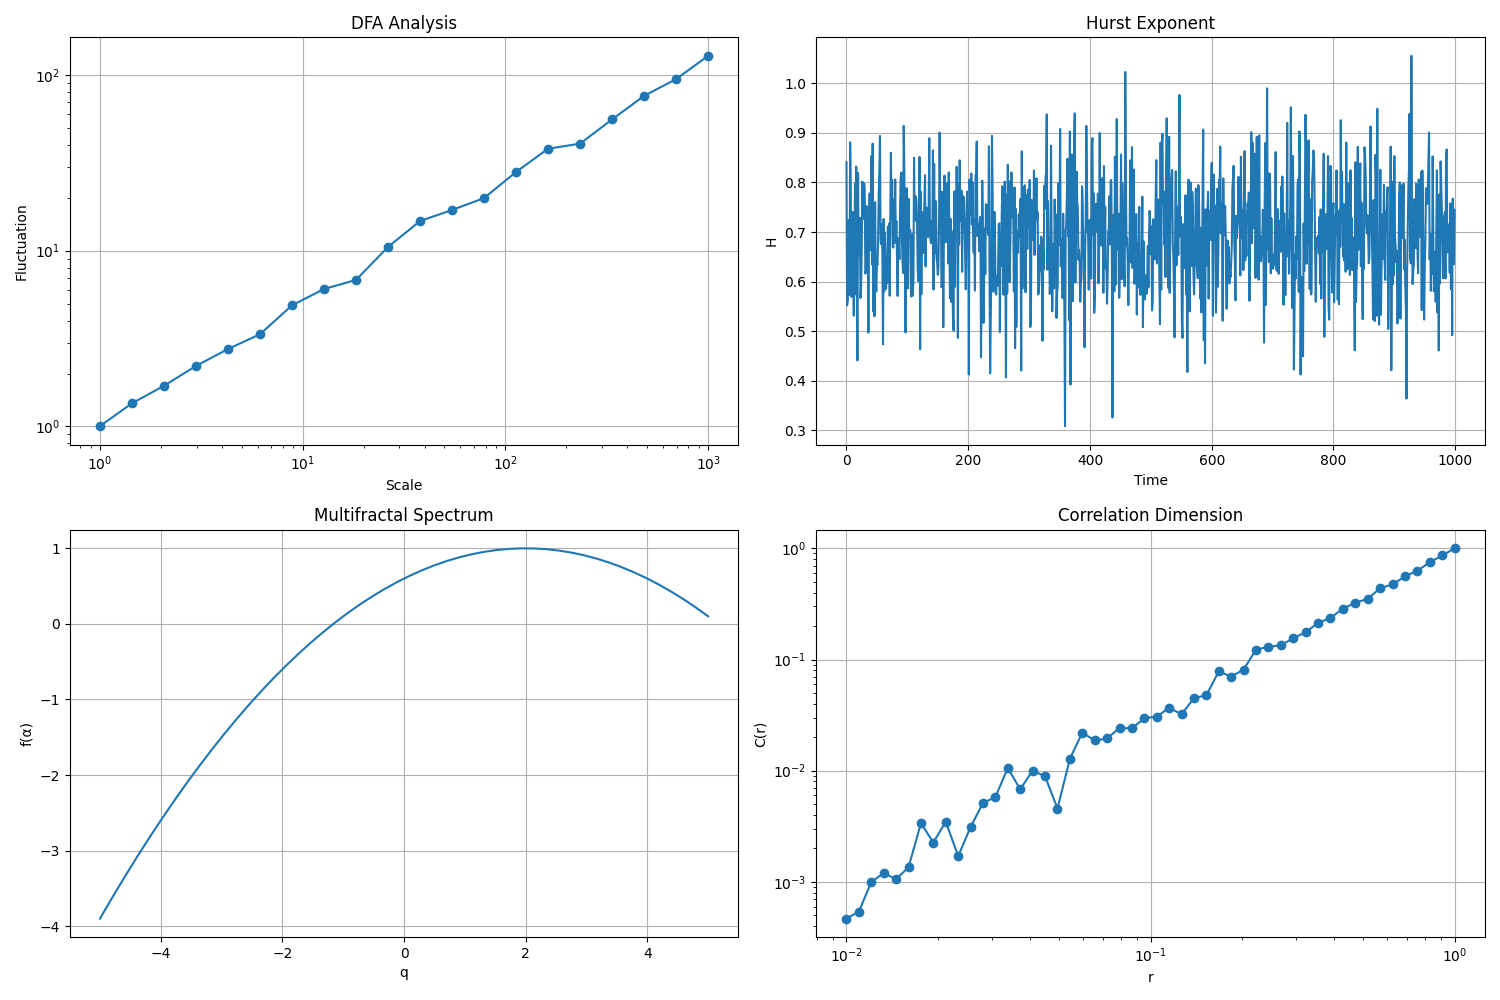 DFA Analysis
Fluctuation
10²
10¹
10⁰
10⁰ 10¹ 10² 10³
Scale
Hurst Exponent
H
1.0
0.9
0.8
0.7
0.6
0.5
0.4
0.3
0 200 400 600 800 1000
Time
Multifractal Spectrum
f(α)
1
0
−1
−2
−3
−4
−4 −2 0 2 4
q
Correlation Dimension
C(r)
10⁰
10⁻¹
10⁻²
10⁻³
10⁻² 10⁻¹ 10⁰
r